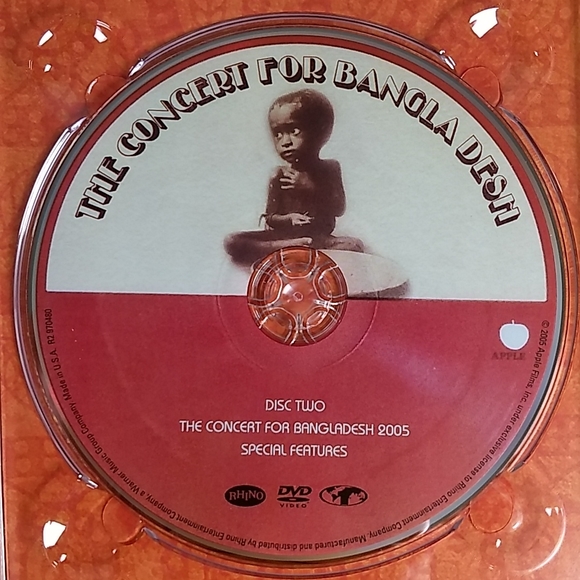 THE CONCERT FOR BANGLA DESH
APPLE
DISC TWO
THE CONCERT FOR BANGLADESH 2005
SPECIAL FEATURES
RHINO
DVD
VIDEO
© 2005 Apple Films, Inc. under exclusive license to Rhino Entertainment Company. Manufactured and distributed by Rhino Entertainment Company, a Warner Music Group Company. Made in U.S.A. R2 970480.